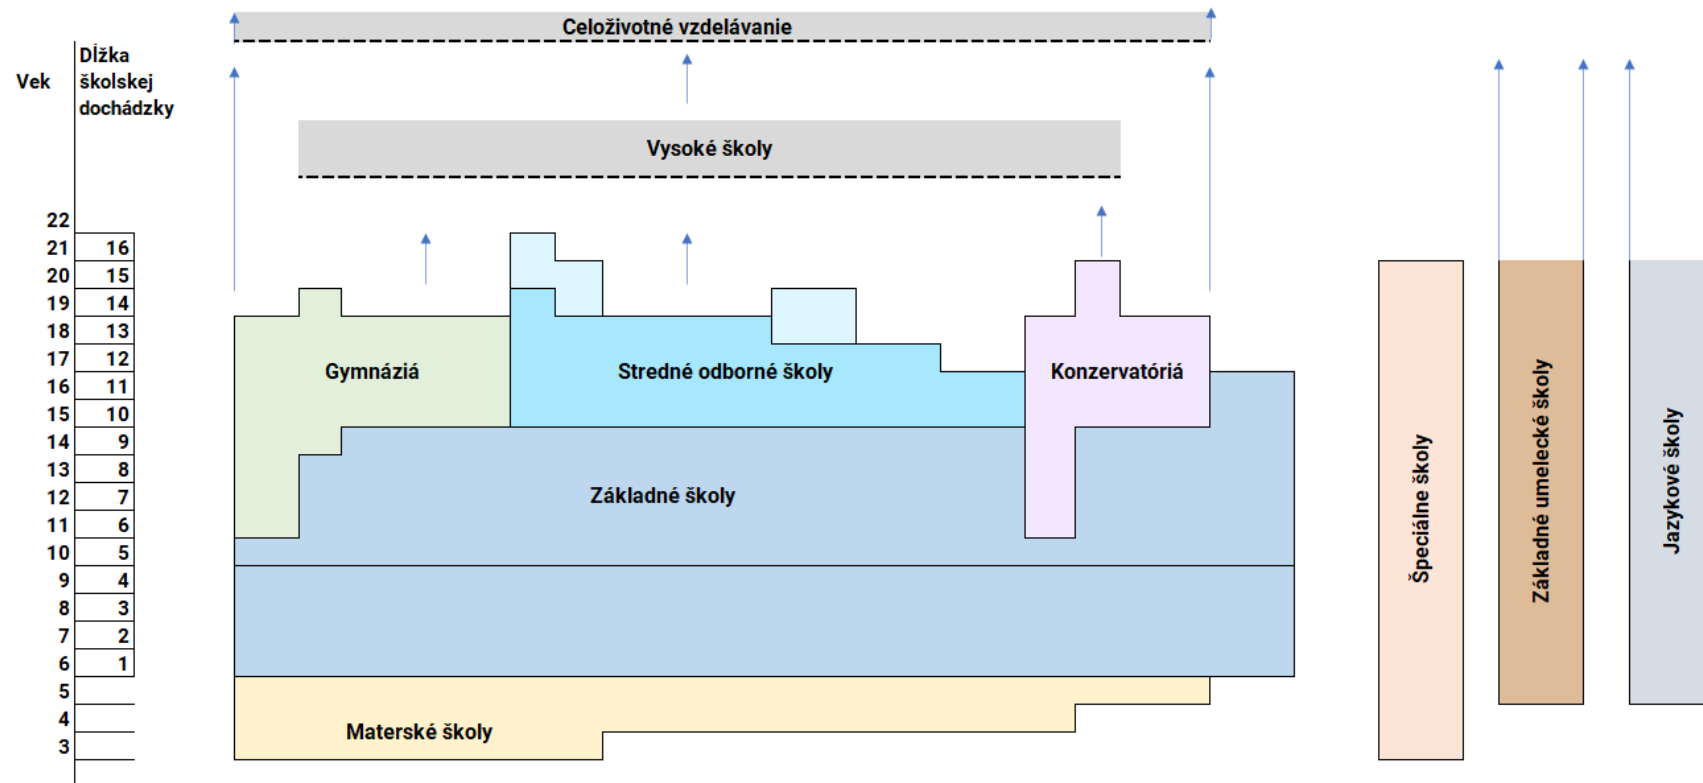 Celoživotné vzdelávanie
Vek
Dĺžka
školskej
dochádzky
Vysoké školy
22
21 16
20 15
19 14
18 13
17 12
16 11
15 10
14 9
13 8
12 7
11 6
10 5
9 4
8 3
7 2
6 1
5
4
3
Gymnáziá
Stredné odborné školy
Konzervatóriá
Základné školy
Materské školy
Špeciálne školy
Základné umelecké školy
Jazykové školy